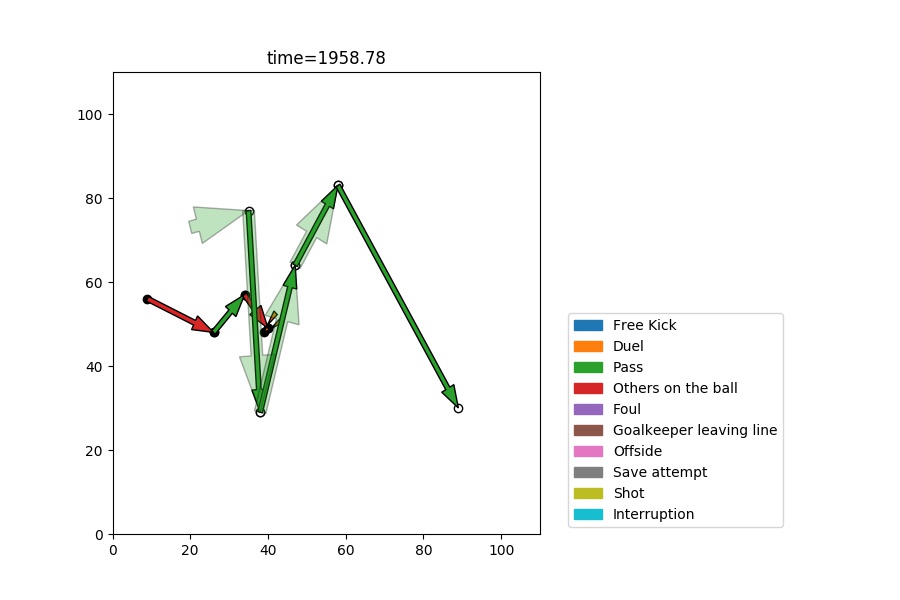 time=1958.78
100
80
60
40
20
0
0 20 40 60 80 100
Free Kick
Duel
Pass
Others on the ball
Foul
Goalkeeper leaving line
Offside
Save attempt
Shot
Interruption